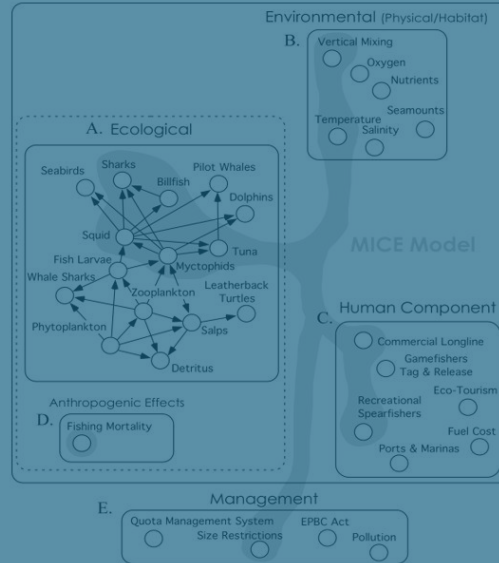 Environmental (Physical/Habitat)
B.
Vertical Mixing
Oxygen
Nutrients
Seamounts
Temperature
Salinity
A. Ecological
Sharks
Pilot Whales
Seabirds
Billfish
Dolphins
Squid
Tuna
Fish Larvae
Myctophids
MICE Model
Whale Sharks
Zooplankton
Leatherback
Turtles
Phytoplankton
Salps
Detritus
Human Component
C.
Commercial Longline
Gamefishers
Tag & Release
Eco-Tourism
Recreational
Spearfishers
Fuel Cost
Ports & Marinas
Anthropogenic Effects
D.
Fishing Mortality
Management
E.
Quota Management System
EPBC Act
Size Restrictions
Pollution